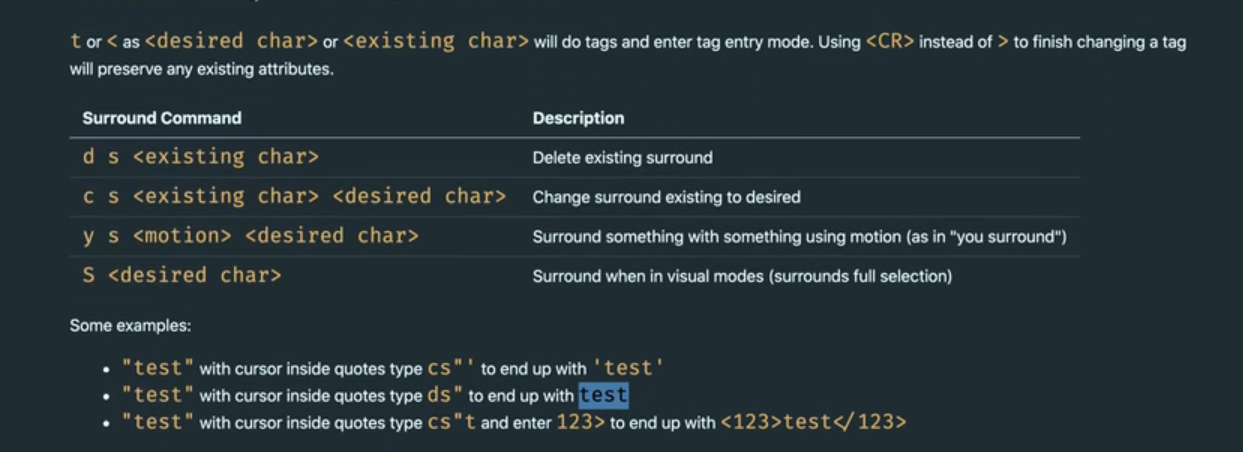 t or < as <desired char> or <existing char> will do tags and enter tag entry mode. Using <CR> instead of > to finish changing a tag
will preserve any existing attributes.
Surround Command Description
d s <existing char> Delete existing surround
c s <existing char> <desired char> Change surround existing to desired
y s <motion> <desired char> Surround something with something using motion (as in "you surround")
S <desired char> Surround when in visual modes (surrounds full selection)
Some examples:
• "test" with cursor inside quotes type cs"' to end up with 'test'
• "test" with cursor inside quotes type ds" to end up with test
• "test" with cursor inside quotes type cs"t and enter 123> to end up with <123>test</123>